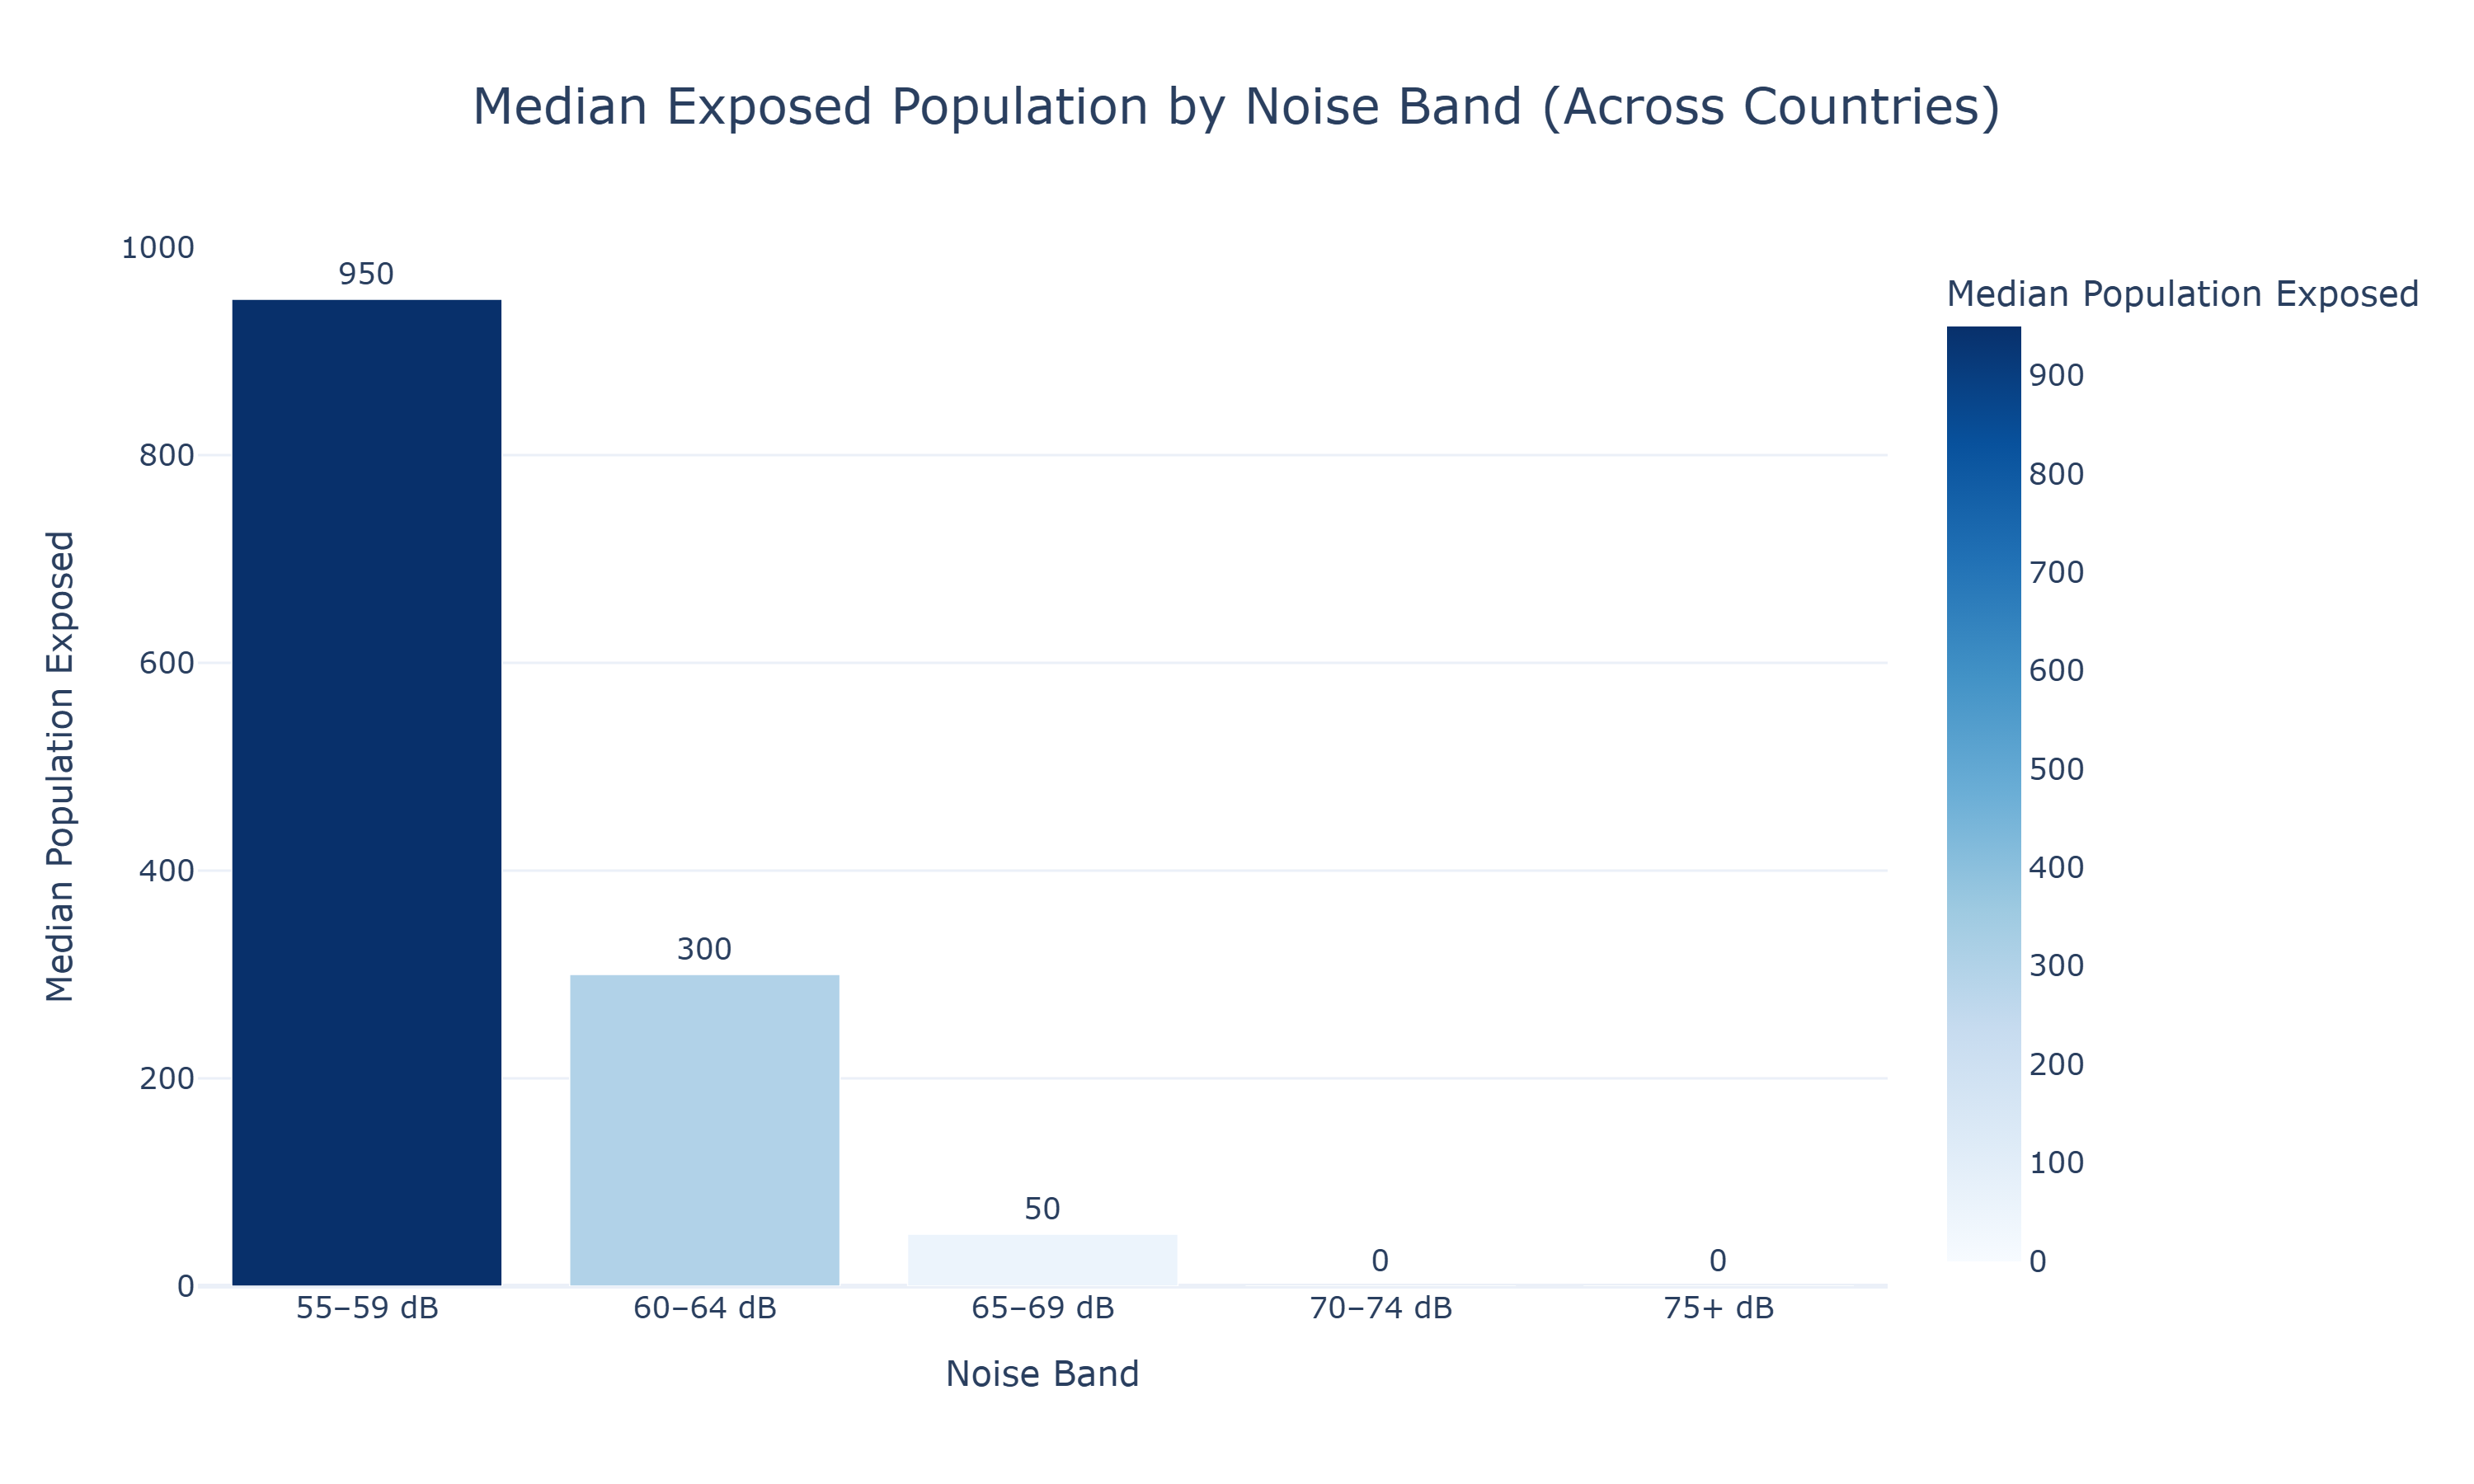 Median Exposed Population by Noise Band (Across Countries)
1000
800
600
400
200
0
Median Population Exposed
950
300
50
0
0
55–59 dB
60–64 dB
65–69 dB
70–74 dB
75+ dB
Noise Band
Median Population Exposed
900
800
700
600
500
400
300
200
100
0